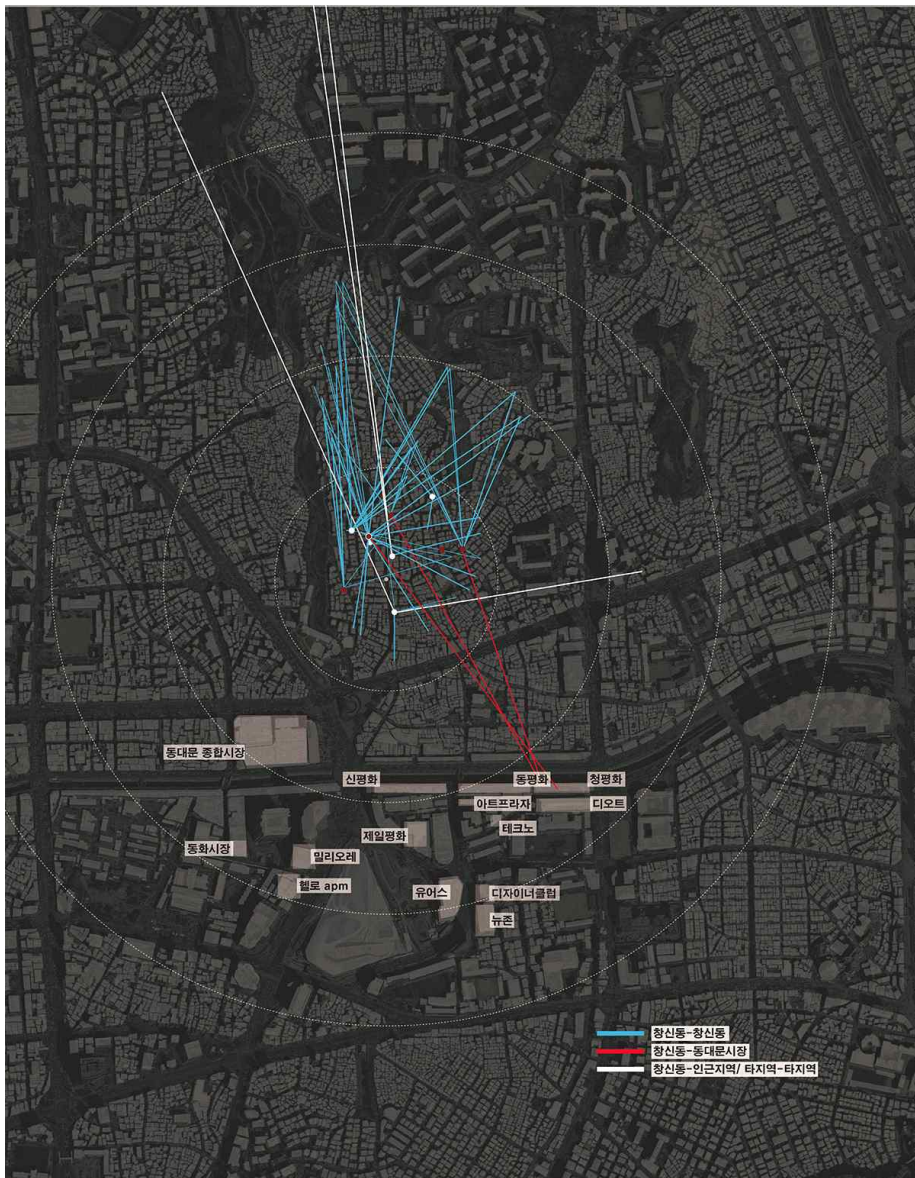 동대문 종합시장
신평화
동평화
청평화
아트프라자
디오트
테크노
제일평화
동화시장
밀리오레
헬로 apm
유어스
디자이너클럽
뉴존
창신동-창신동
창신동-동대문시장
창신동-인근지역/ 타지역-타지역